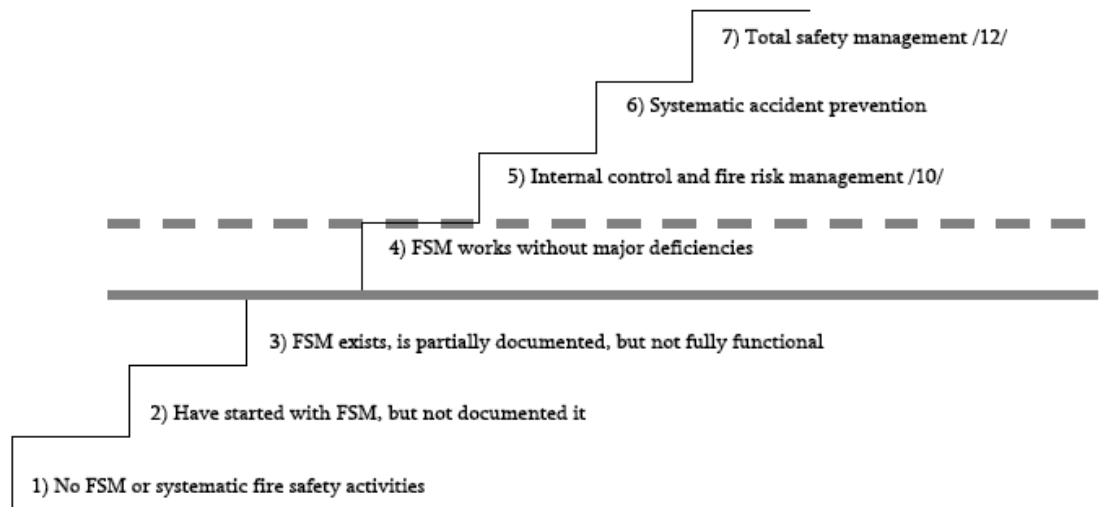 7) Total safety management /12/
6) Systematic accident prevention
5) Internal control and fire risk management /10/
4) FSM works without major deficiencies
3) FSM exists, is partially documented, but not fully functional
2) Have started with FSM, but not documented it
1) No FSM or systematic fire safety activities